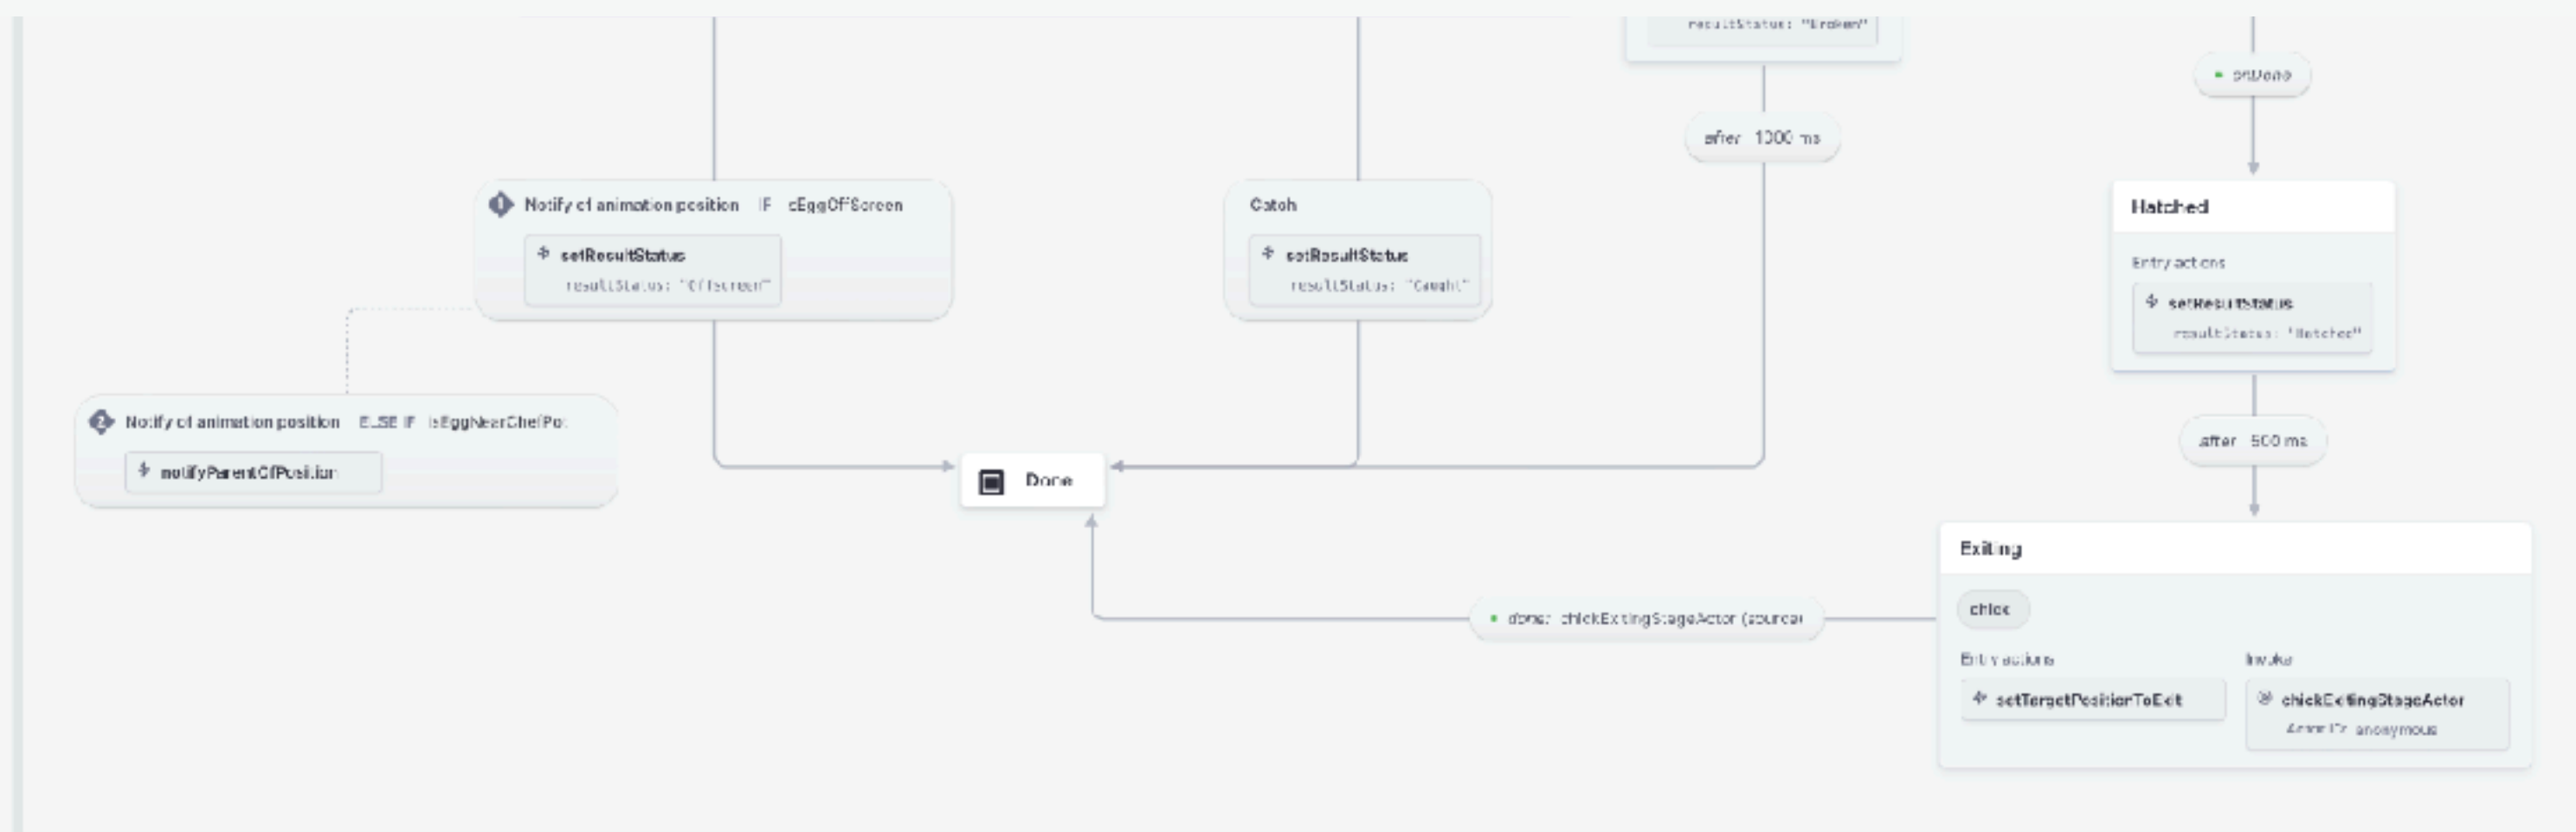 resultStatus: "Broken"
onDone
after 1000 ms
Notify of animation position IF isEggOffScreen
setResultStatus
resultStatus: "Offscreen"
Catch
setResultStatus
resultStatus: "Caught"
Hatched
Entry actions
setResultStatus
resultStatus: "Hatched"
2 Notify of animation position ELSE IF isEggNearChefPot
notifyParentOfPosition
after 500 ms
Done
Exiting
chick
done: chickExitingStageActor (source)
Entry actions
Invoke
setTargetPositionToExit
chickExitingStageActor
Actor ID: anonymous